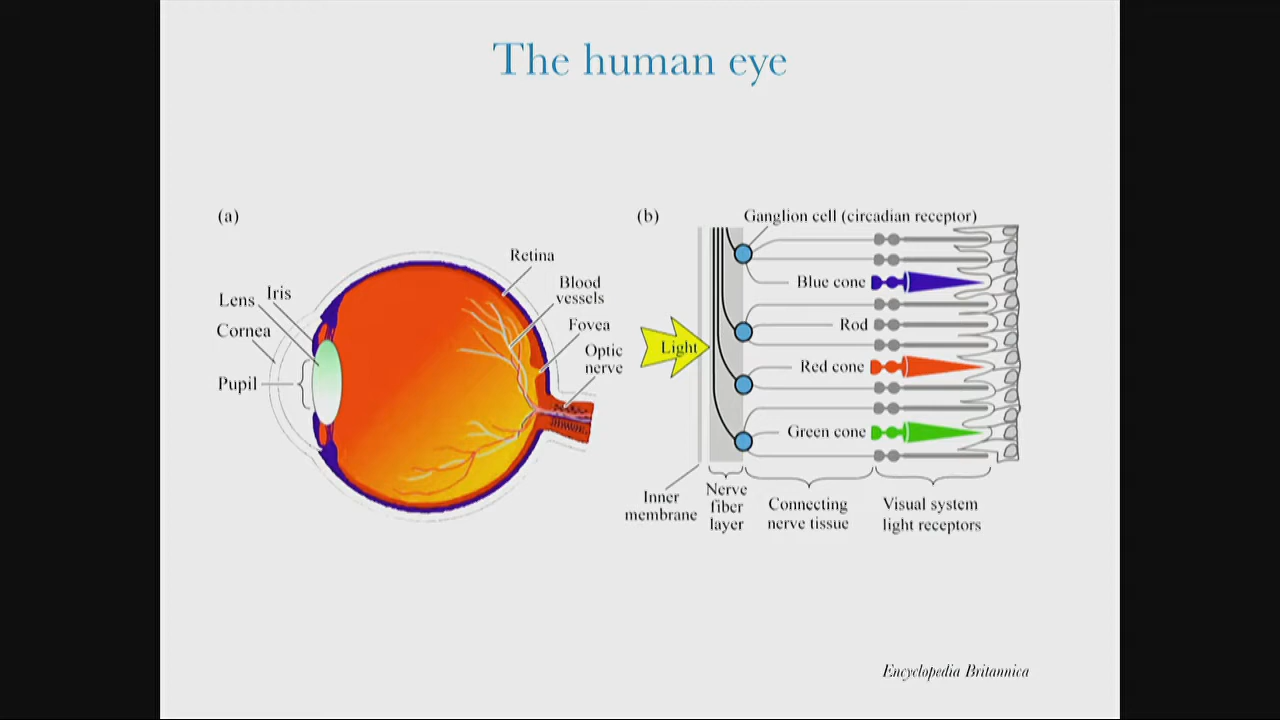 The human eye
(a)
Retina
Blood
vessels
Iris
Lens
Cornea
Fovea
Optic
nerve
Pupil
(b)
Ganglion cell (circadian receptor)
Blue cone
Rod
Light
Red cone
Green cone
Inner
membrane
Nerve
fiber
layer
Connecting
nerve tissue
Visual system
light receptors
Encyclopedia Britannica